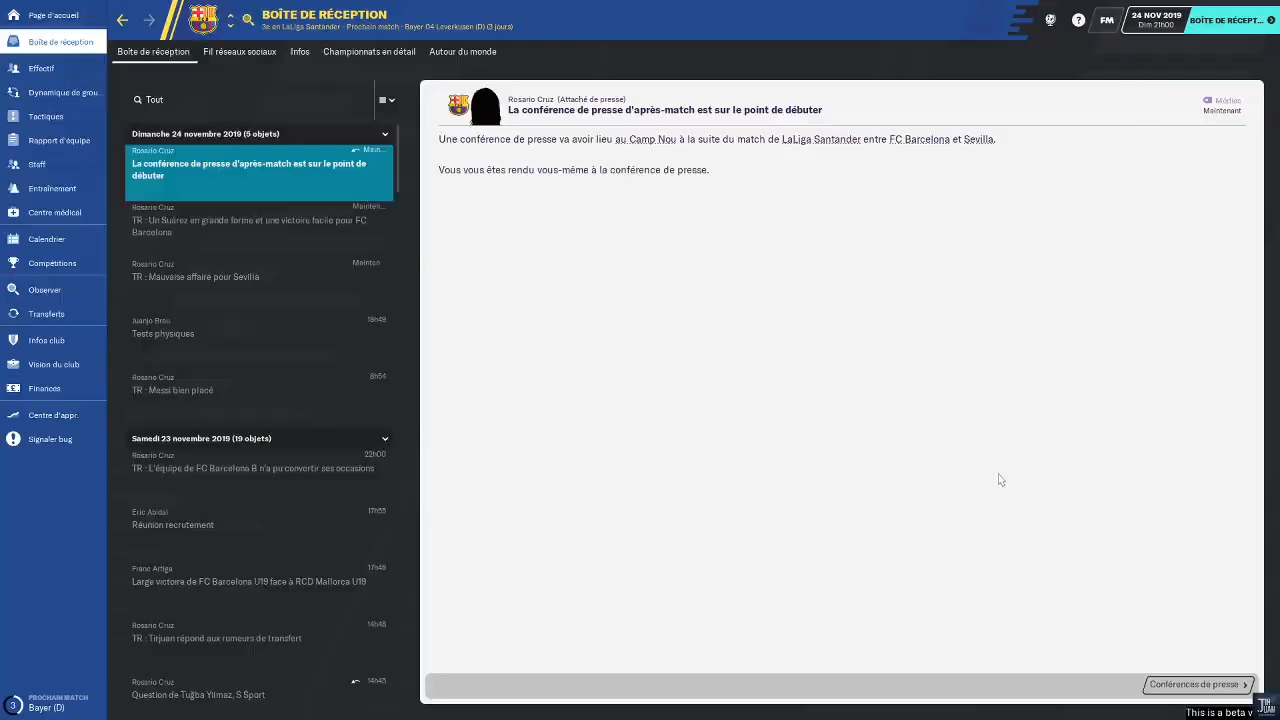 Page d'accueil
Boîte de réception
Effectif
Dynamique de grou...
Tactiques
Rapport d'équipe
Staff
Entraînement
Centre médical
Calendrier
Compétitions
Observer
Transferts
Infos club
Vision du club
Finances
Centre d'appr.
Signaler bug
3
PROCHAIN MATCH
Bayer (D)
BOÎTE DE RÉCEPTION
3e en LaLiga Santander - Prochain match - Bayer 04 Leverkusen (D) (3 jours)
FM
24 NOV 2019
Dim 21h00
BOÎTE DE RÉCEPT...
Boîte de réception
Fil réseaux sociaux
Infos
Championnats en détail
Autour du monde
Tout
Dimanche 24 novembre 2019 (5 objets)
Rosario Cruz
Main...
La conférence de presse d'après-match est sur le point de
débuter
Rosario Cruz
Mainten...
TR : Un Suárez en grande forme et une victoire facile pour FC
Barcelona
Rosario Cruz
Mainten
TR : Mauvaise affaire pour Sevilla
Juanjo Brau
18h49
Tests physiques
Rosario Cruz
8h54
TR : Messi bien placé
Samedi 23 novembre 2019 (19 objets)
Rosario Cruz
22h00
TR : L'équipe de FC Barcelona B n'a pu convertir ses occasions
Eric Abidal
17h55
Réunion recrutement
Franc Artiga
17h46
Large victoire de FC Barcelona U19 face à RCD Mallorca U19
Rosario Cruz
14h48
TR : Tirjuan répond aux rumeurs de transfert
Rosario Cruz
14h45
Question de Tuğba Yilmaz, S Sport
Rosario Cruz (Attaché de presse)
La conférence de presse d'après-match est sur le point de débuter
Médias
Maintenant
Une conférence de presse va avoir lieu au Camp Nou à la suite du match de LaLiga Santander entre FC Barcelona et Sevilla.
Vous vous êtes rendu vous-même à la conférence de presse.
Conférences de presse
This is a beta v